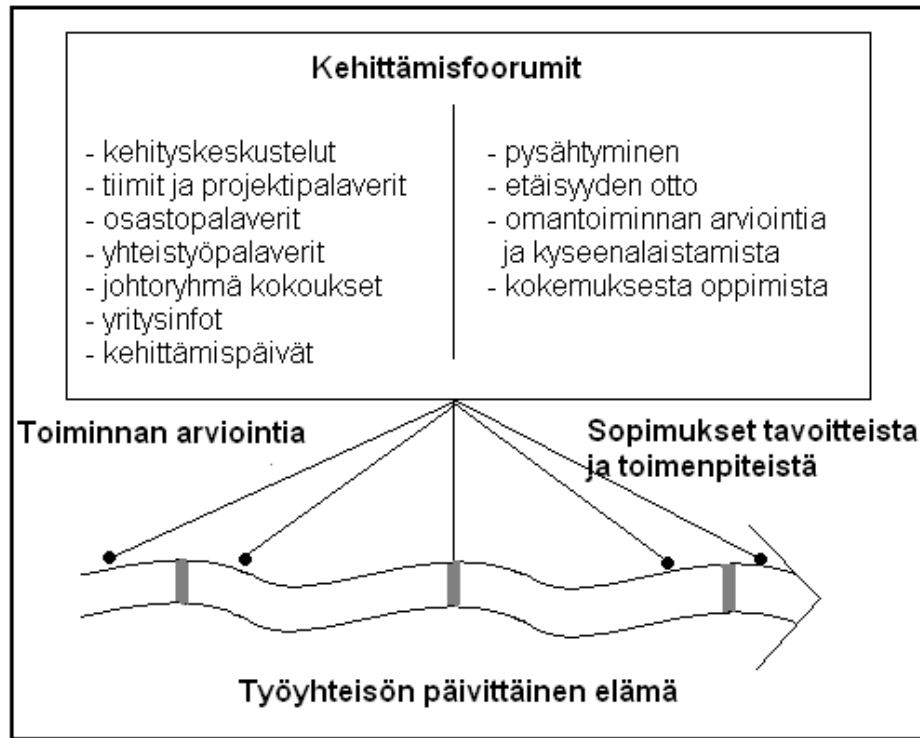 Kehittämisfoorumit
- kehityskeskustelut
- tiimit ja projektipalaverit
- osastopalaverit
- yhteistyöpalaverit
- johtoryhmä kokoukset
- yritysinfot
- kehittämispäivät
- pysähtyminen
- etäisyyden otto
- omantoiminnan arviointia
ja kyseenalaistamista
- kokemuksesta oppimista
Toiminnan arviointia
Sopimukset tavoitteista
ja toimenpiteistä
Työyhteisön päivittäinen elämä